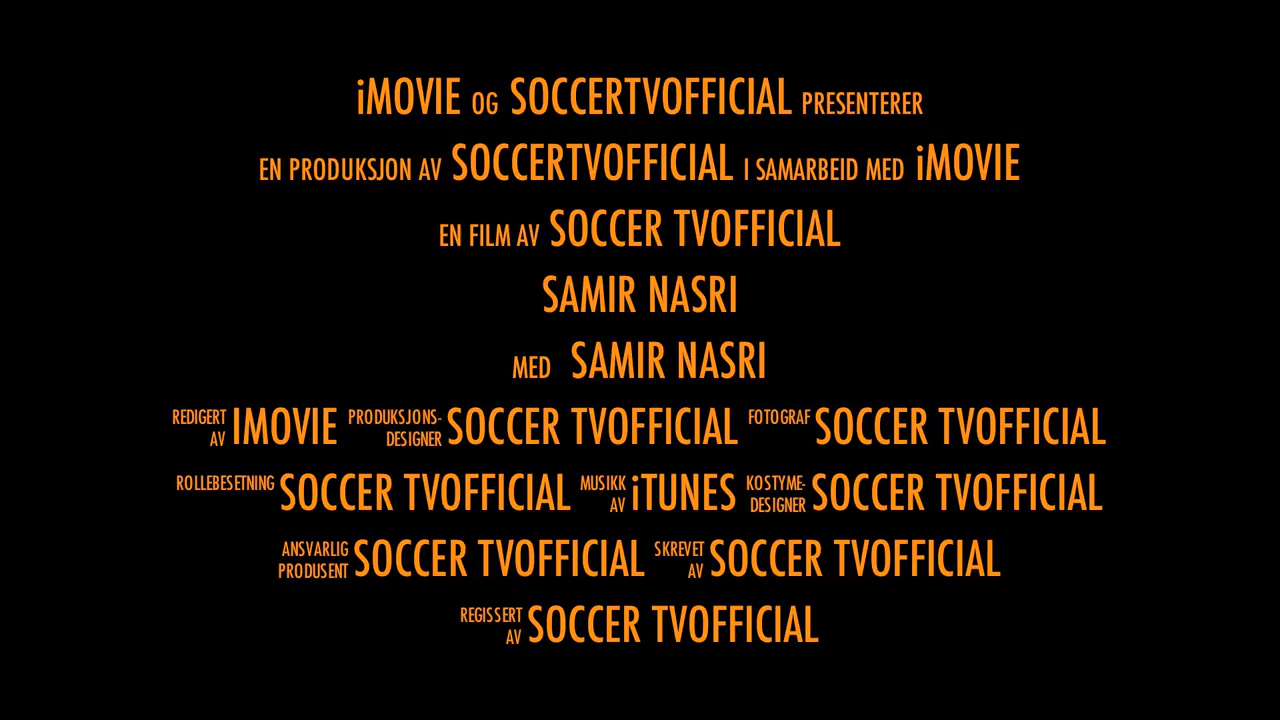 iMOVIE OG SOCCERTVOFFICIAL PRESENTERER
EN PRODUKSJON AV SOCCERTVOFFICIAL I SAMARBEID MED iMOVIE
EN FILM AV SOCCER TVOFFICIAL
SAMIR NASRI
MED SAMIR NASRI
REDIGERT AV IMOVIE PRODUKSJONS-DESIGNER SOCCER TVOFFICIAL FOTOGRAF SOCCER TVOFFICIAL
ROLLEBESETNING SOCCER TVOFFICIAL MUSIKK AV iTUNES KOSTYME-DESIGNER SOCCER TVOFFICIAL
ANSVARLIG PRODUSENT SOCCER TVOFFICIAL SKREVET AV SOCCER TVOFFICIAL
REGISSERT AV SOCCER TVOFFICIAL